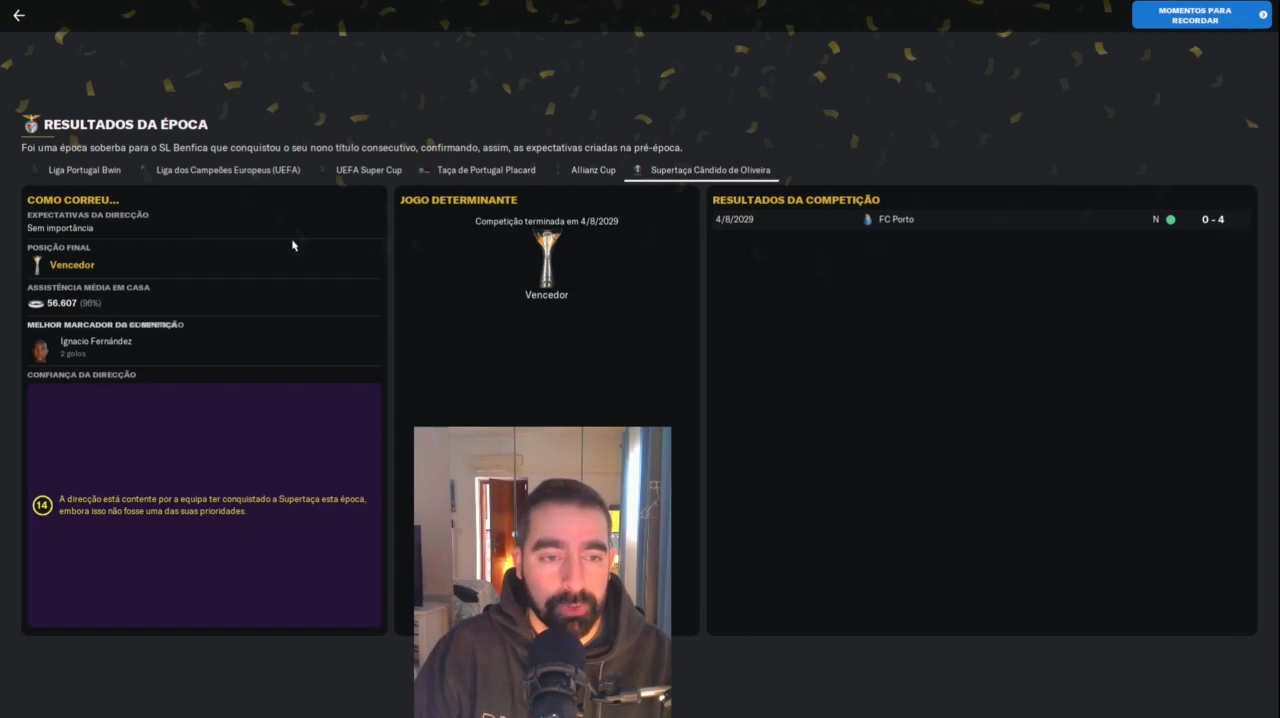 MOMENTOS PARA
RECORDAR
RESULTADOS DA ÉPOCA
Foi uma época soberba para o SL Benfica que conquistou o seu nono título consecutivo, confirmando, assim, as expectativas criadas na pré-época.
Liga Portugal Bwin Liga dos Campeões Europeus (UEFA) UEFA Super Cup Taça de Portugal Placard Allianz Cup Supertaça Cândido de Oliveira
COMO CORREU...
EXPECTATIVAS DA DIRECÇÃO
Sem importância
POSIÇÃO FINAL
Vencedor
ASSISTÊNCIA MÉDIA EM CASA
56.607 (96%)
MELHOR MARCADOR
Ignacio Fernández
2 golos
CONFIANÇA DA DIRECÇÃO
14
A direcção está contente por a equipa ter conquistado a Supertaça esta época,
embora isso não fosse uma das suas prioridades.
JOGO DETERMINANTE
Competição terminada em 4/8/2029
Vencedor
RESULTADOS DA COMPETIÇÃO
4/8/2029 FC Porto N 0 - 4